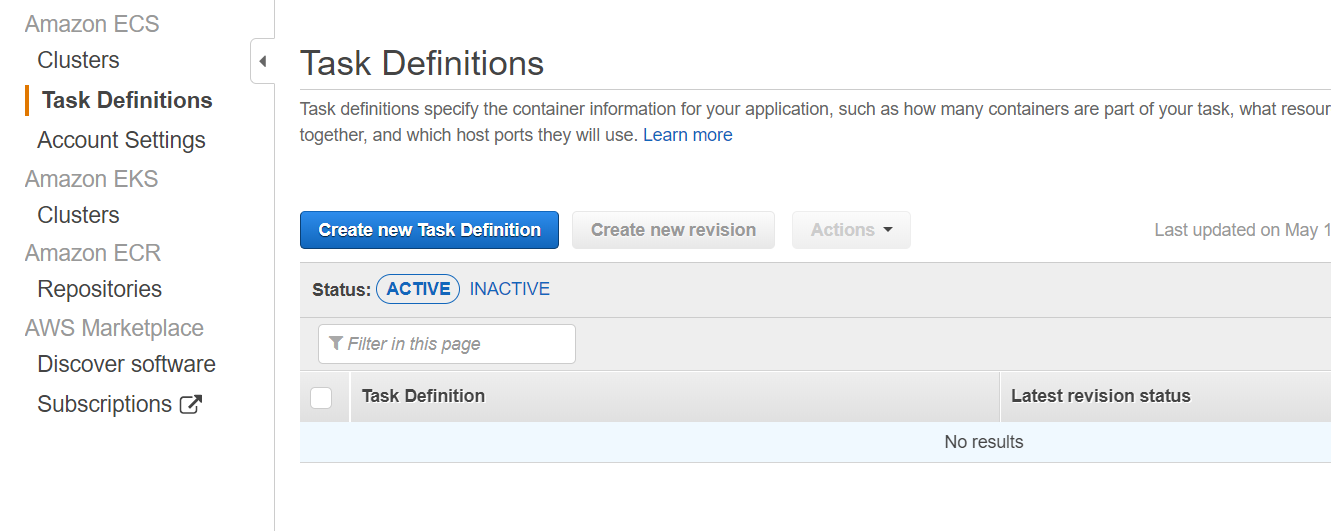 Amazon ECS
Clusters
Task Definitions
Account Settings
Amazon EKS
Clusters
Amazon ECR
Repositories
AWS Marketplace
Discover software
Subscriptions
Task Definitions
Task definitions specify the container information for your application, such as how many containers are part of your task, what resour
together, and which host ports they will use. Learn more
Create new Task Definition Create new revision Actions Last updated on May 1
Status: ACTIVE INACTIVE
Filter in this page
Task Definition Latest revision status
No results